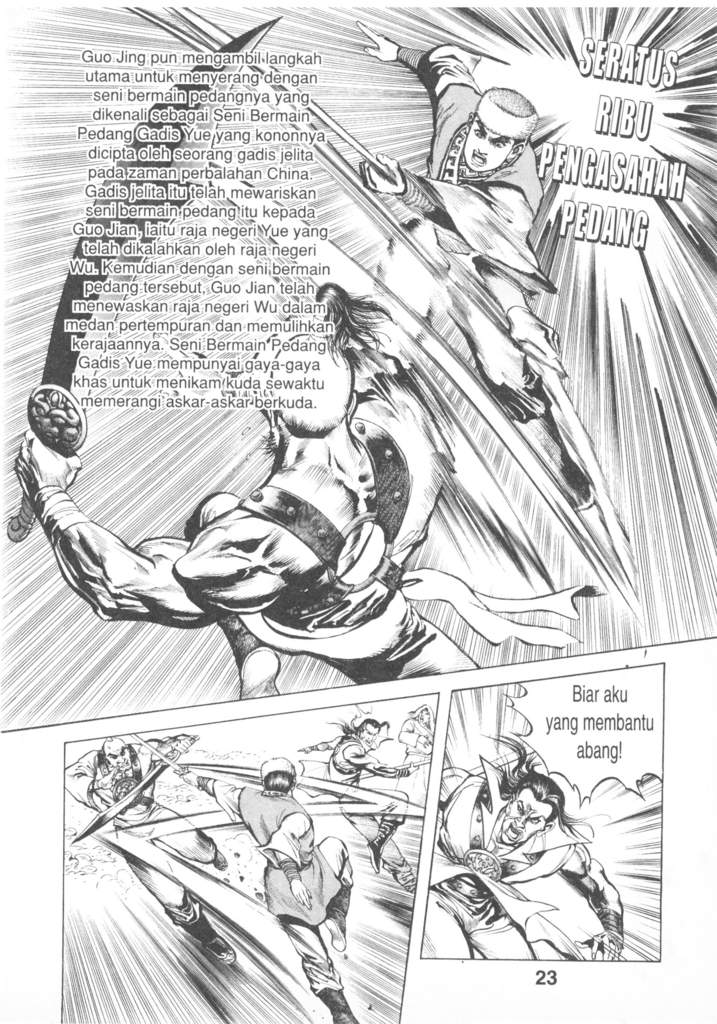 Guo Jing pun mengambil langkah
utama untuk menyerang dengan
seni bermain pedangnya yang
dikenali sebagai Seni Bermain
Pedang Gadis Yue yang kononnya
dicipta oleh seorang gadis jelita
pada zaman perbalahan China.
Gadis jelita itu telah mewariskan
seni bermain pedang itu kepada
Guo Jian, iaitu raja negeri Yue yang
telah dikalahkan oleh raja negeri
Wu. Kemudian dengan seni bermain
pedang tersebut, Guo Jian telah
menewaskan raja negeri Wu dalam
medan pertempuran dan memulihkan
kerajaannya. Seni Bermain Pedang
Gadis Yue mempunyai gaya-gaya
khas untuk menikam kuda sewaktu
memerangi askar-askar berkuda.
SERATUS
RIBU
PENGASAHAH
PEDANG
Biar aku
yang membantu
abang!
23